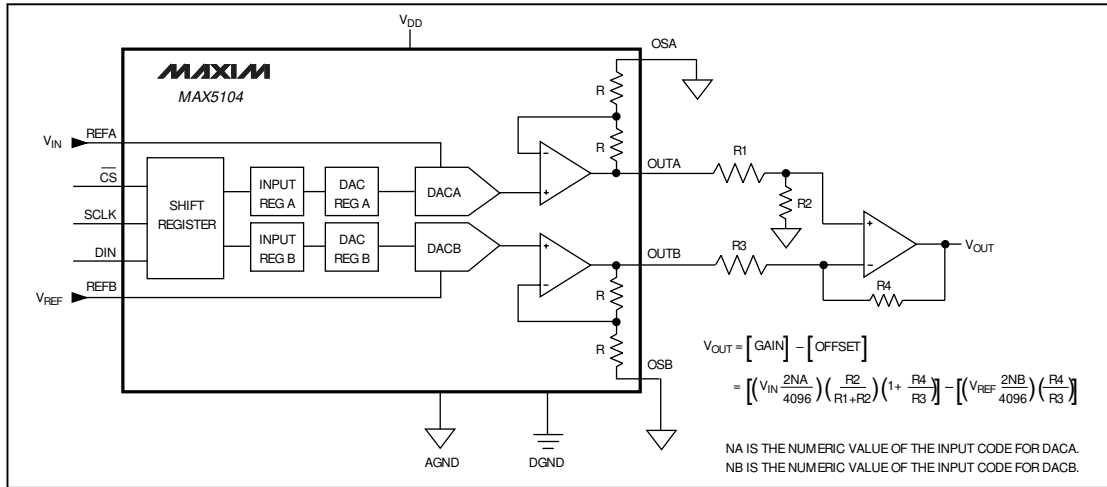 V_DD
MAXIM
MAX5104
OSA
R
R
V_IN REFA
CS
SCLK
DIN
V_REF REFB
SHIFT
REGISTER
INPUT
REG A
DAC
REG A
DACA
INPUT
REG B
DAC
REG B
DACB
−
+
+
−
OUTA
OUTB
R
R
OSB
R1
R2
R3
R4
+
−
V_OUT
AGND
DGND
V_OUT = [GAIN] − [OFFSET]
= [(V_IN 2NA/4096)(R2/R1+R2)(1+ R4/R3)] − [(V_REF 2NB/4096)(R4/R3)]
NA IS THE NUMERIC VALUE OF THE INPUT CODE FOR DACA.
NB IS THE NUMERIC VALUE OF THE INPUT CODE FOR DACB.